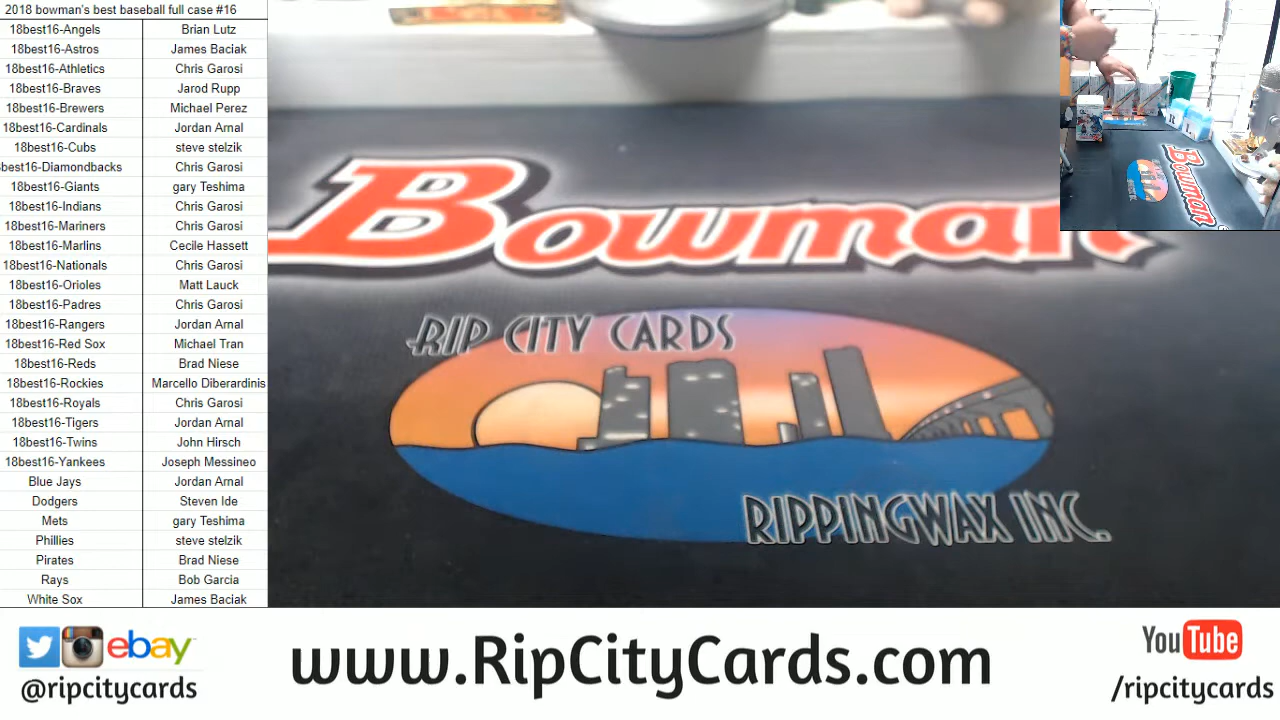 2018 bowman's best baseball full case #16
18best16-Angels Brian Lutz
18best16-Astros James Baciak
18best16-Athletics Chris Garosi
18best16-Braves Jarod Rupp
18best16-Brewers Michael Perez
18best16-Cardinals Jordan Arnal
18best16-Cubs steve stelzik
best16-Diamondbacks Chris Garosi
18best16-Giants gary Teshima
18best16-Indians Chris Garosi
18best16-Mariners Chris Garosi
18best16-Marlins Cecile Hassett
18best16-Nationals Chris Garosi
18best16-Orioles Matt Lauck
18best16-Padres Chris Garosi
18best16-Rangers Jordan Arnal
18best16-Red Sox Michael Tran
18best16-Reds Brad Niese
18best16-Rockies Marcello Diberardinis
18best16-Royals Chris Garosi
18best16-Tigers Jordan Arnal
18best16-Twins John Hirsch
18best16-Yankees Joseph Messineo
Blue Jays Jordan Arnal
Dodgers Steven Ide
Mets gary Teshima
Phillies steve stelzik
Pirates Brad Niese
Rays Bob Garcia
White Sox James Baciak
Bowman
RIP CITY CARDS
RIPPINGWAX INC.
Bowman
ebay
@ripcitycards
www.RipCityCards.com
YouTube
/ripcitycards